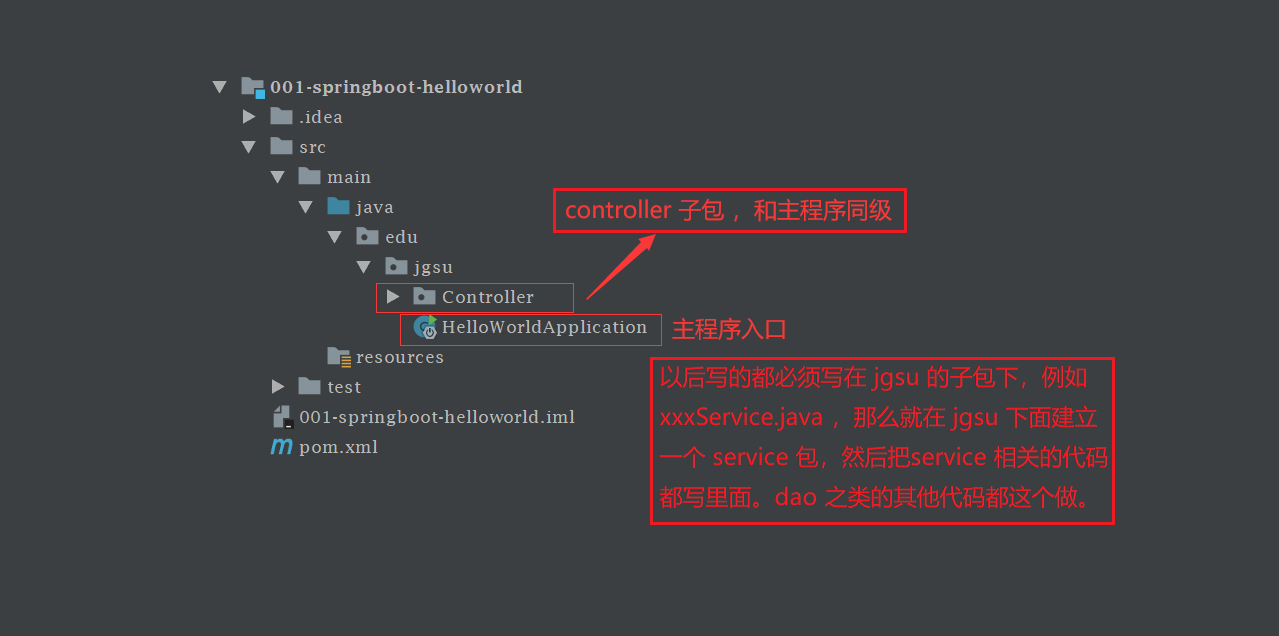 001-springboot-helloworld
.idea
src
main
java
controller 子包 ，和主程序同级
edu
jgsu
Controller
HelloWorldApplication
主程序入口
resources
以后写的都必须写在 jgsu 的子包下，例如
xxxService.java ，那么就在 jgsu 下面建立
一个 service 包，然后把service 相关的代码
都写里面。dao 之类的其他代码都这个做。
test
001-springboot-helloworld.iml
pom.xml